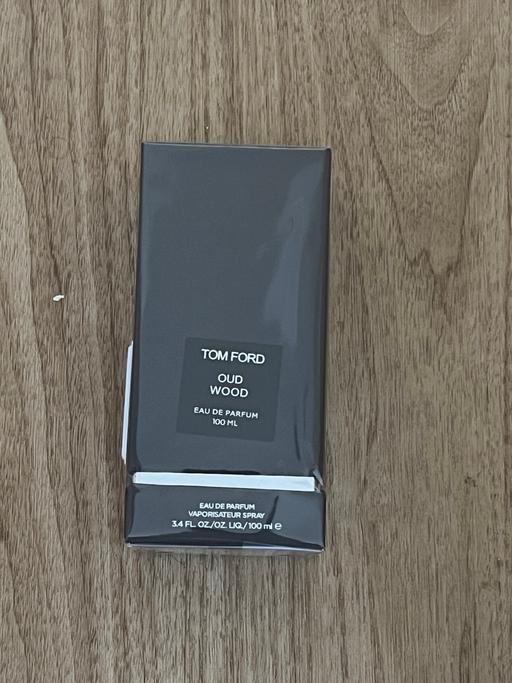 TOM FORD
OUD
WOOD
EAU DE PARFUM
100 ML
EAU DE PARFUM
VAPORISATEUR SPRAY
3.4 FL. OZ./OZ. LIQ./100 ml ℮